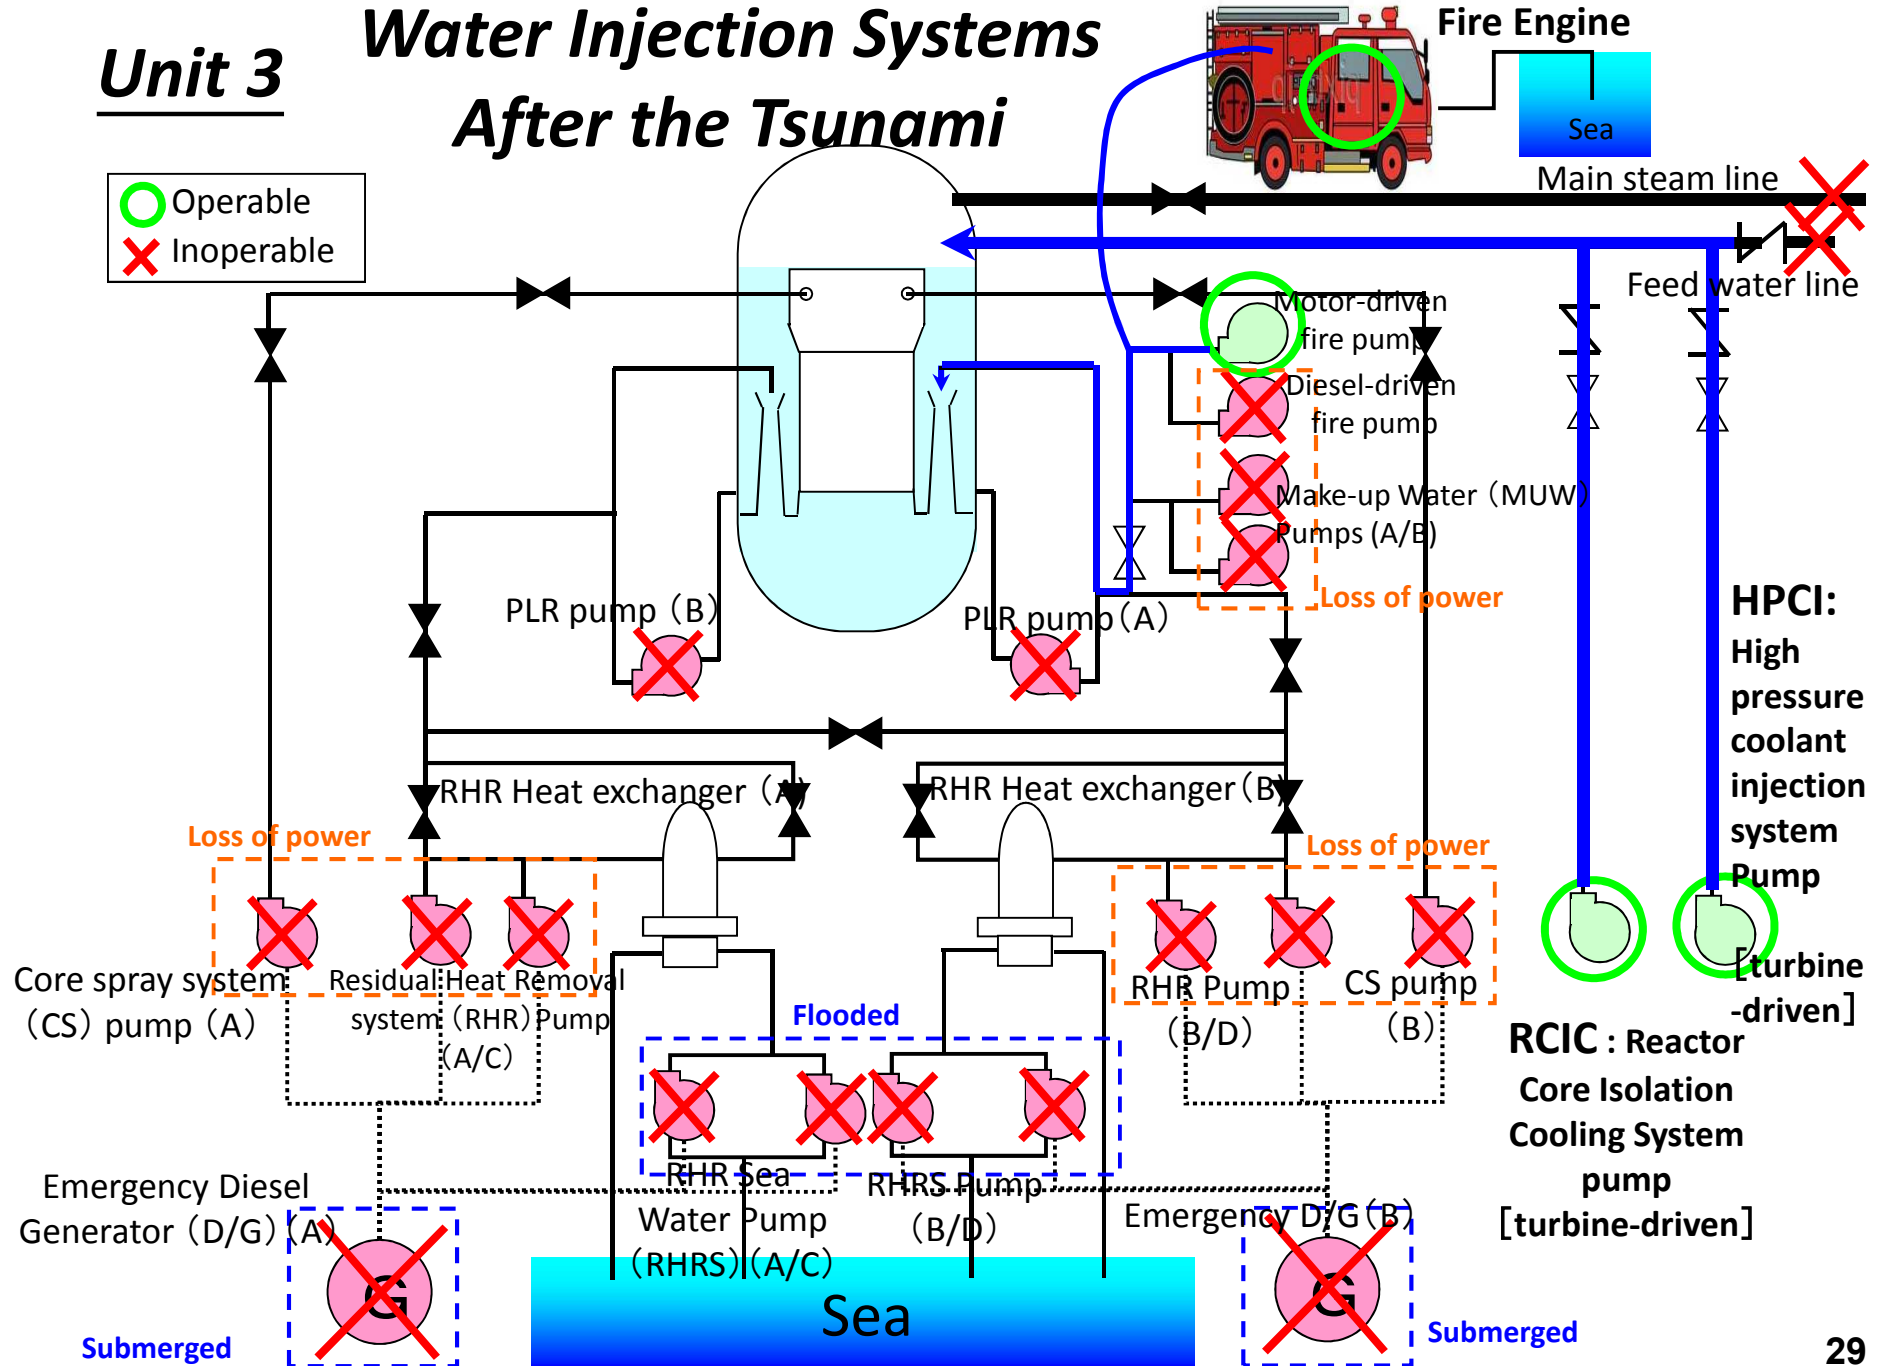 Unit 3
Water Injection Systems
After the Tsunami
Fire Engine
Sea
Operable
Inoperable
Main steam line
Feed water line
Motor-driven
fire pump
Diesel-driven
fire pump
Make-up Water (MUW)
Pumps (A/B)
Loss of power
PLR pump (B)
PLR pump (A)
HPCI:
High
pressure
coolant
injection
system
Pump
[turbine
-driven]
RHR Heat exchanger (A)
RHR Heat exchanger (B)
Loss of power
Loss of power
Core spray system
(CS) pump (A)
Residual Heat Removal
system (RHR) Pump
(A/C)
Flooded
RHR Pump
(B/D)
CS pump
(B)
RCIC : Reactor
Core Isolation
Cooling System
pump
[turbine-driven]
RHR Sea
Water Pump
(RHRS) (A/C)
RHRS Pump
(B/D)
Emergency Diesel
Generator (D/G) (A)
Emergency D/G (B)
G
G
Sea
Submerged
Submerged
29